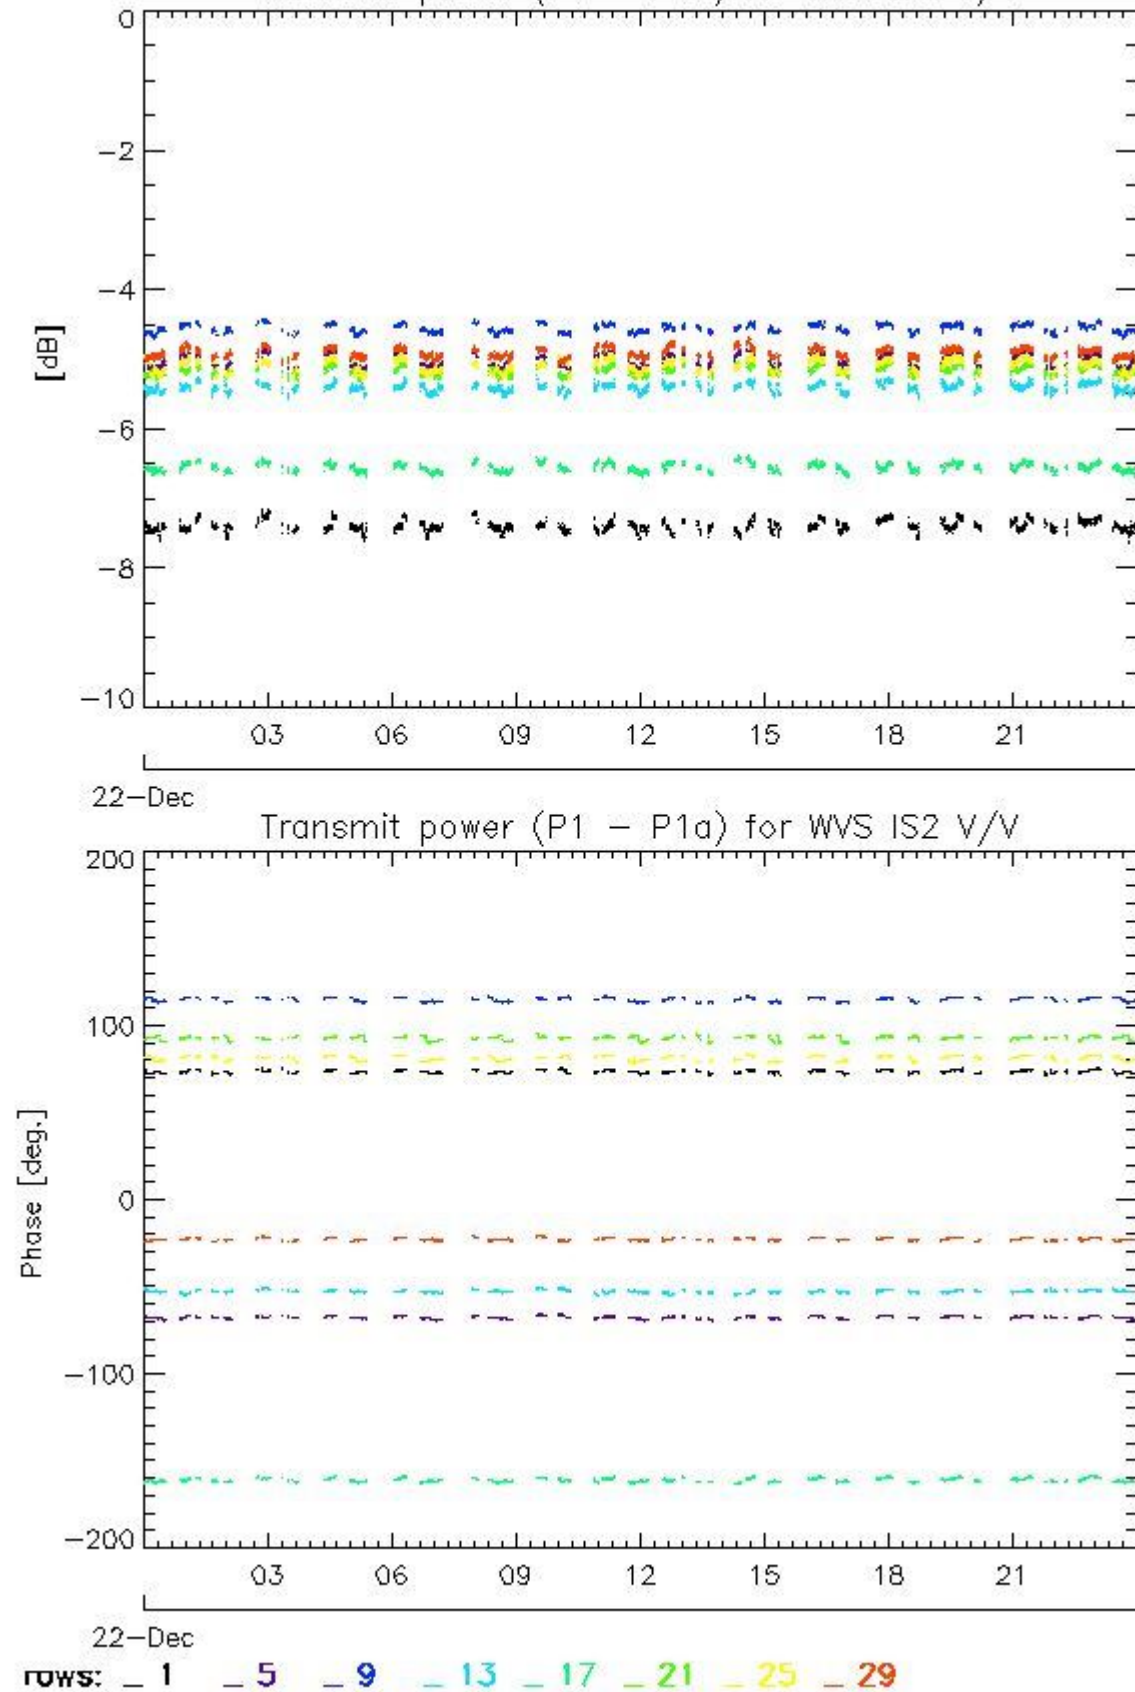 0
−2
−4
[dB]
−6
−8
−10
03 06 09 12 15 18 21
22−Dec
Transmit power (P1 − P1a) for WVS IS2 V/V
200
100
Phase [deg.]
0
−100
−200
03 06 09 12 15 18 21
22−Dec
rows: _ 1 _ 5 _ 9 _ 13 _ 17 _ 21 _ 25 _ 29